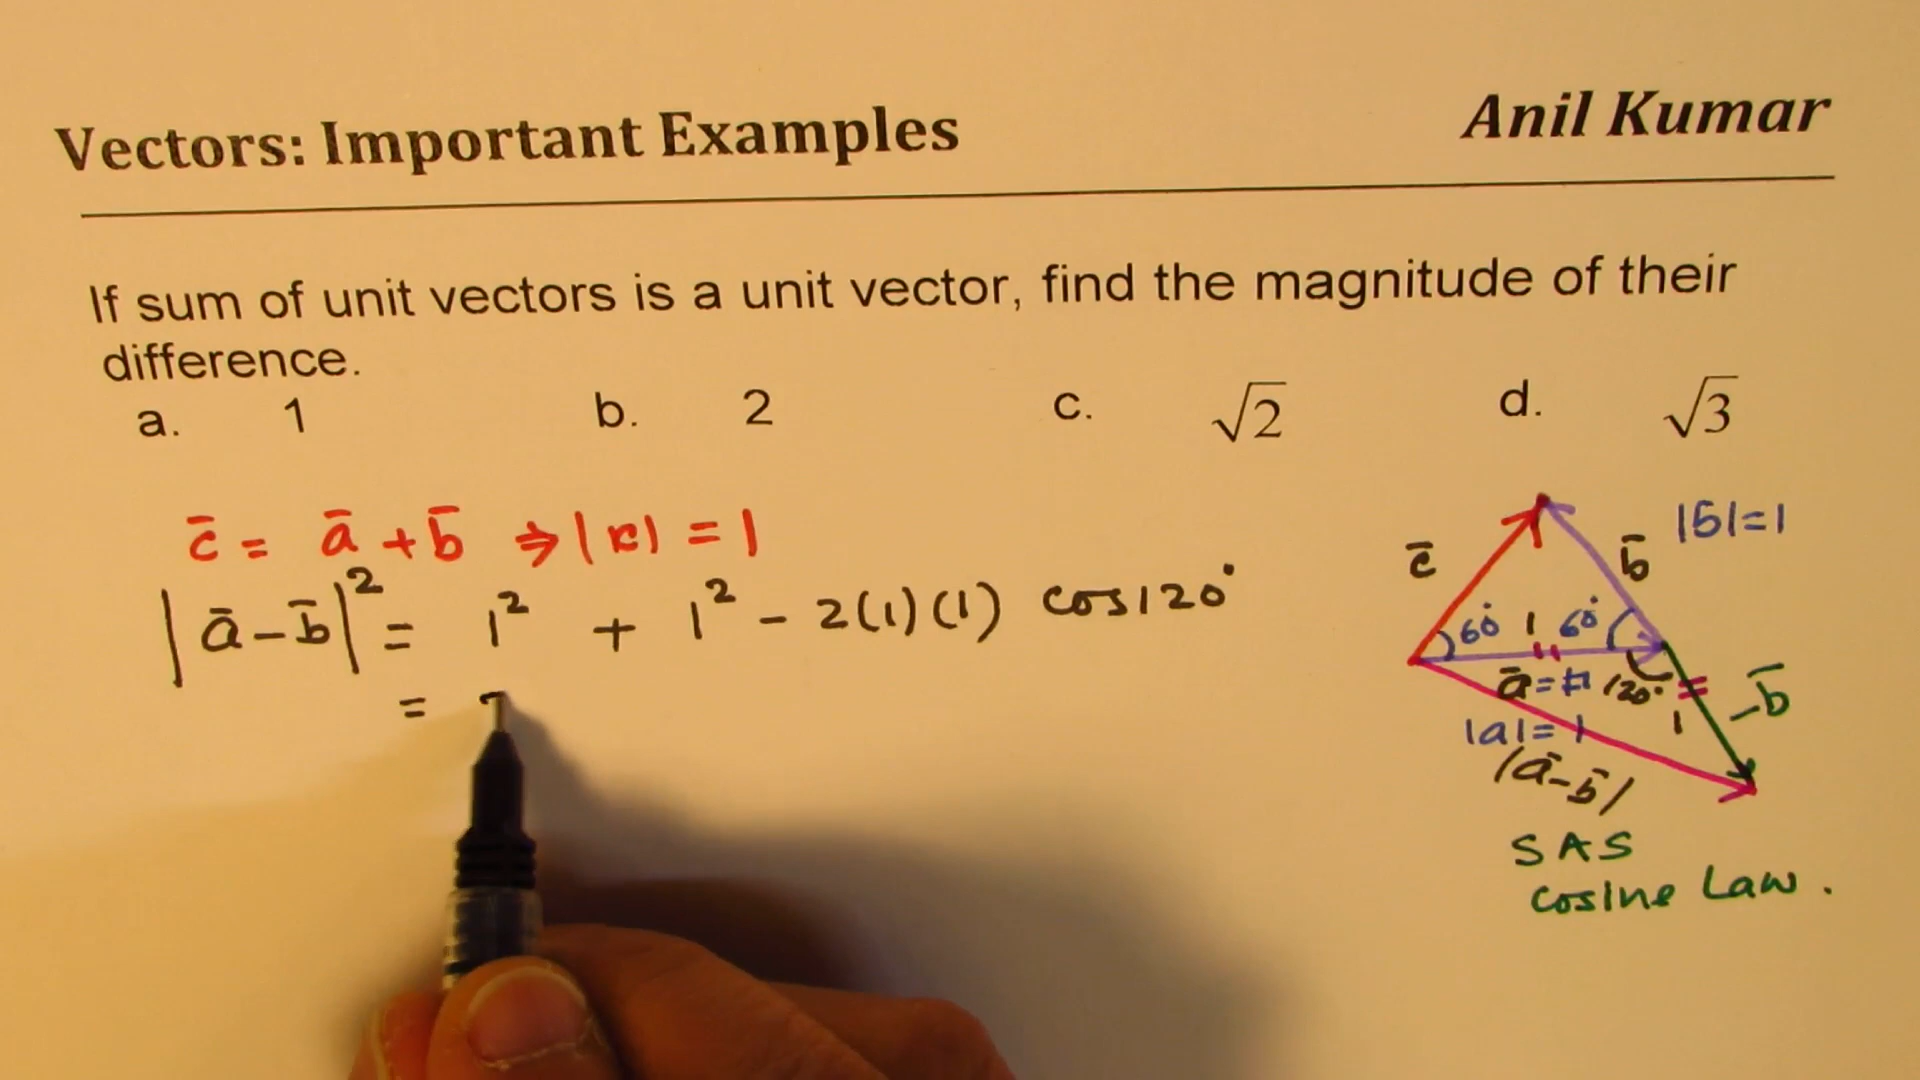 Vectors: Important Examples
Anil Kumar
If sum of unit vectors is a unit vector, find the magnitude of their
difference.
a. 1 b. 2 c. √2 d. √3
c̄ = ā + b̄ ⇒ |c| = 1
|ā - b̄|² = 1² + 1² - 2(1)(1) cos120°
=
c̄
b̄
|b̄|=1
60° 1 60°
ā= 120°
1
-b̄
|a|= 1
|ā-b̄|
SAS
cosine Law.